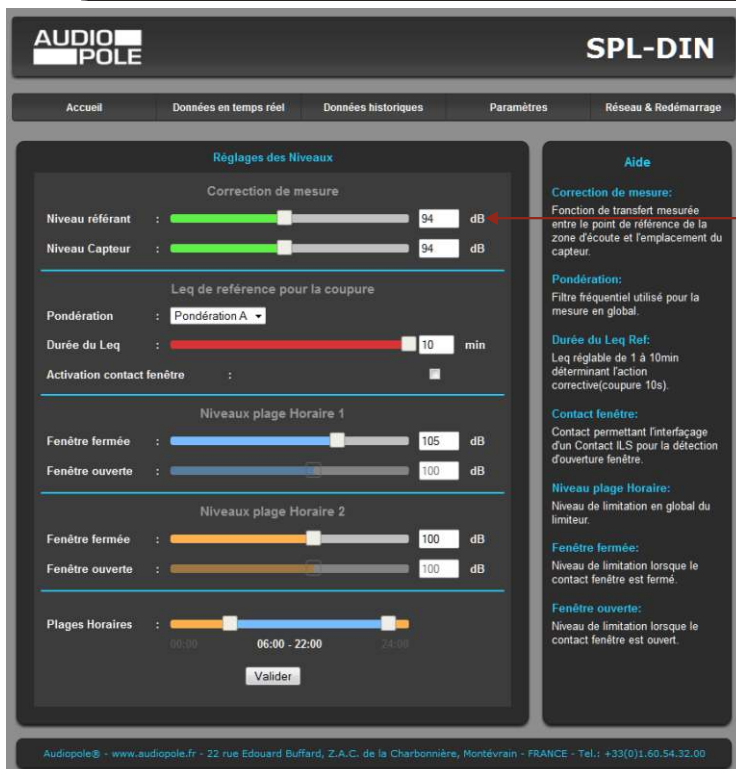 AUDIO
POLE
SPL-DIN
Accueil Données en temps réel Données historiques Paramètres Réseau & Redémarrage
Réglages des Niveaux
Correction de mesure
Niveau référant : 94 dB
Niveau Capteur : 94 dB
Leq de reférence pour la coupure
Pondération : Pondération A
Durée du Leq : 10 min
Activation contact fenêtre :
Niveaux plage Horaire 1
Fenêtre fermée : 105 dB
Fenêtre ouverte : 100 dB
Niveaux plage Horaire 2
Fenêtre fermée : 100 dB
Fenêtre ouverte : 100 dB
Plages Horaires :
00:00 06:00 - 22:00 24:00
Valider
Aide
Correction de mesure:
Fonction de transfert mesurée
entre le point de référence de la
zone d'écoute et l'emplacement du
capteur.
Pondération:
Filtre fréquentiel utilisé pour la
mesure en global.
Durée du Leq Ref:
Leq réglable de 1 à 10min
déterminant l'action
corrective(coupure 10s).
Contact fenêtre:
Contact permettant l'interfaçage
d'un Contact ILS pour la détection
d'ouverture fenêtre.
Niveau plage Horaire:
Niveau de limitation en global du
limiteur.
Fenêtre fermée:
Niveau de limitation lorsque le
contact fenêtre est fermé.
Fenêtre ouverte:
Niveau de limitation lorsque le
contact fenêtre est ouvert.
Audiopole® - www.audiopole.fr - 22 rue Edouard Buffard, Z.A.C. de la Charbonnière, Montévrain - FRANCE - Tel.: +33(0)1.60.54.32.00